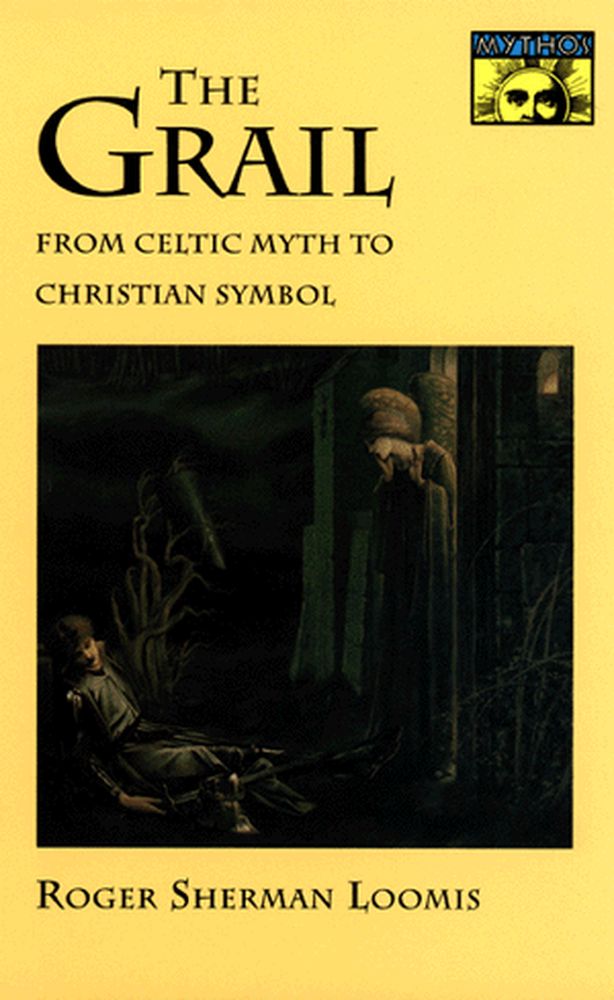 MYTHOS
THE
GRAIL
FROM CELTIC MYTH TO
CHRISTIAN SYMBOL
ROGER SHERMAN LOOMIS